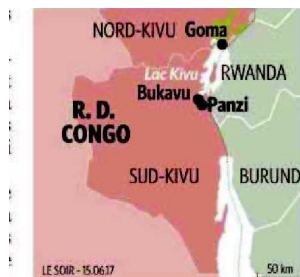 NORD-KIVU Goma
Lac Kivu
RWANDA
Bukavu
Panzi
R. D.
CONGO
SUD-KIVU
BURUND
LE SOIR - 15.06.17
50 km